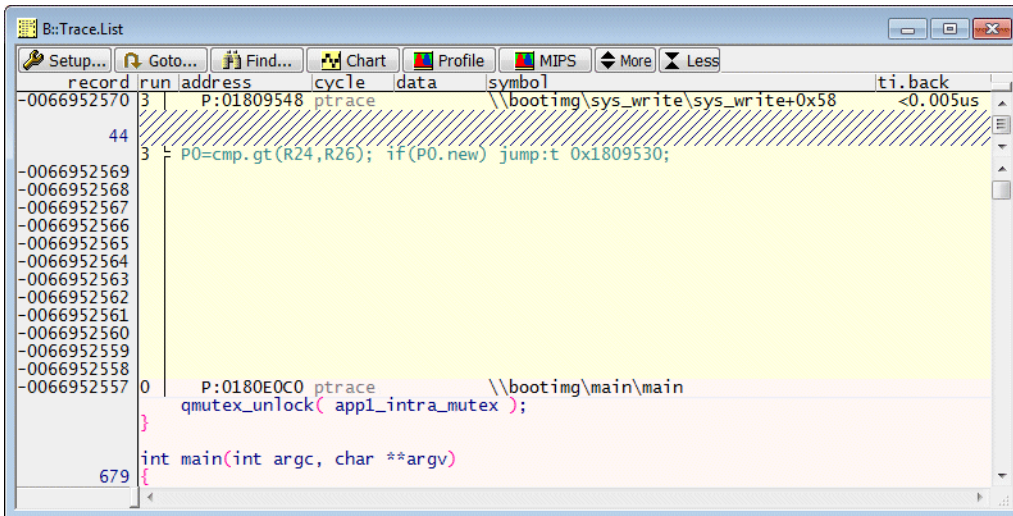 B::Trace.List
Setup... Goto... Find... Chart Profile MIPS More Less
record run address cycle data symbol ti.back
-0066952570 3 P:01809548 ptrace \\bootimg\sys_write\sys_write+0x58 <0.005us
44
3 P0=cmp.gt(R24,R26); if(P0.new) jump:t 0x1809530;
-0066952569
-0066952568
-0066952567
-0066952566
-0066952565
-0066952564
-0066952563
-0066952562
-0066952561
-0066952560
-0066952559
-0066952558
-0066952557 0 P:0180E0C0 ptrace \\bootimg\main\main
qmutex_unlock( app1_intra_mutex );
}
int main(int argc, char **argv)
679 {